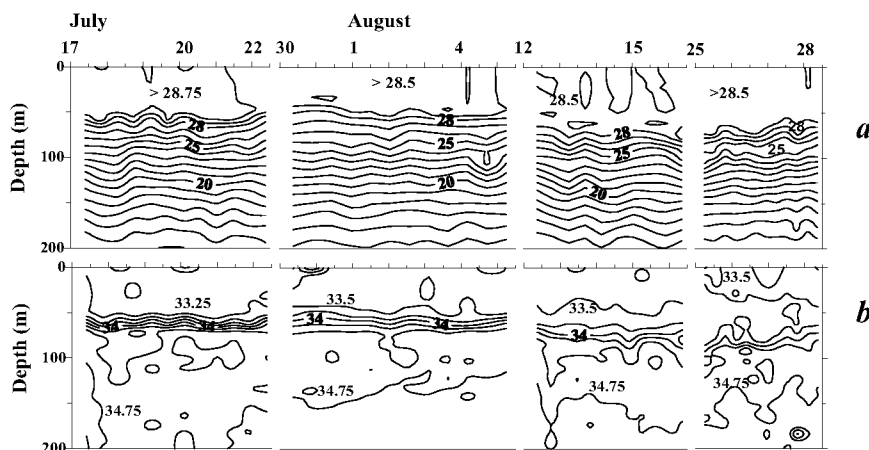 July August
17 20 22 30 1 4 12 15 25 28
0
> 28.75 > 28.5 28.5 >28.5
28 28 28 28
25 25 25 25
a
Depth (m)
100
20 20 20
200
0
33.25 33.5 33.5 33.5
34 34 34 34 34
b
Depth (m)
100
34.75 34.75 34.75 34.75
200